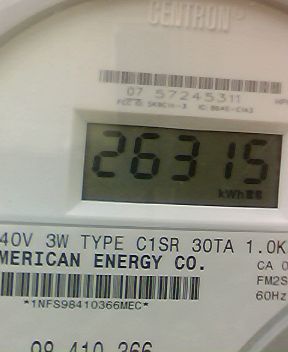 CENTRON
07 57245311
26315
kWh
40V 3W TYPE C1SR 30TA 1.0K
MERICAN ENERGY CO.
CA 0
FM2S
60Hz
*1NFS98410366MEC*
98 410 366